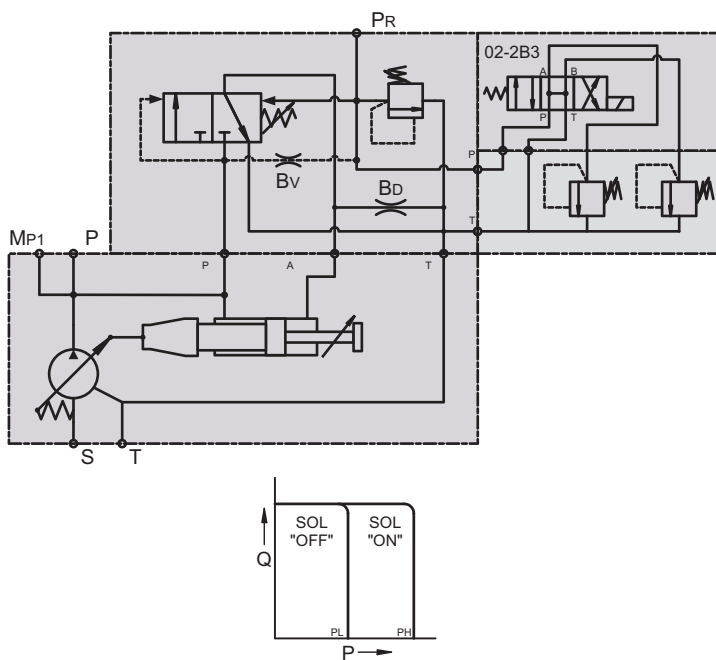 PR
02-2B3
A B
P T
P
BV
BD
T
MP1 P
P A T
S T
SOL "OFF"
SOL "ON"
Q
PL PH
P